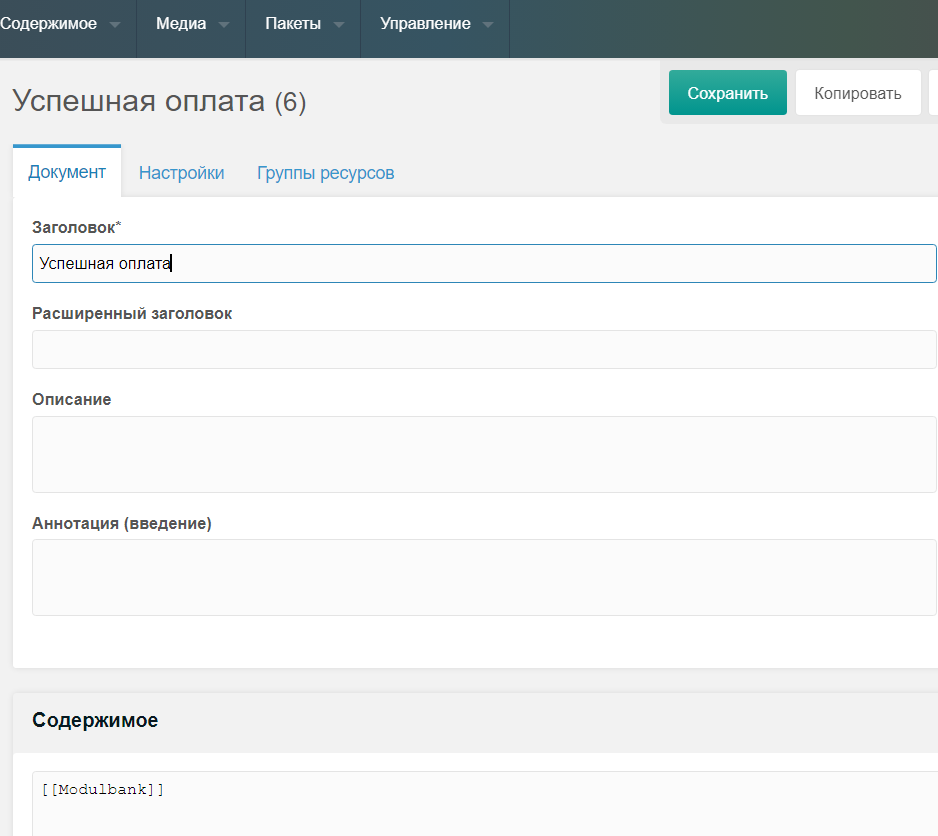 Содержимое Медиа Пакеты Управление
Успешная оплата (6)
Сохранить Копировать
Документ Настройки Группы ресурсов
Заголовок*
Успешная оплата
Расширенный заголовок
Описание
Аннотация (введение)
Содержимое
[[Modulbank]]